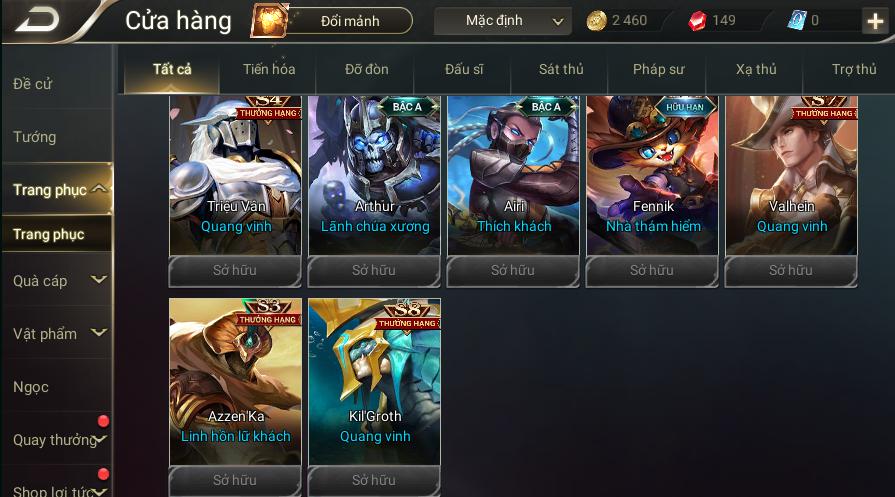 Cửa hàng
Đổi mảnh
Mặc định
2 460
149
0
Đề cử
Tướng
Trang phục
Trang phục
Quà cáp
Vật phẩm
Ngọc
Quay thưởng
Shop lợi tức
Tất cả
Tiến hóa
Đỡ đòn
Đấu sĩ
Sát thủ
Pháp sư
Xạ thủ
Trợ thủ
S4
THƯỞNG HẠNG
Triệu Vân
Quang vinh
Sở hữu
BẬC A
Arthur
Lãnh chúa xương
Sở hữu
BẬC A
Airi
Thích khách
Sở hữu
HỮU HẠN
Fennik
Nhà thám hiểm
Sở hữu
S7
THƯỞNG HẠNG
Valhein
Quang vinh
Sở hữu
S3
THƯỞNG HẠNG
Azzen'Ka
Linh hồn lữ khách
Sở hữu
S8
THƯỞNG HẠNG
Kil'Groth
Quang vinh
Sở hữu